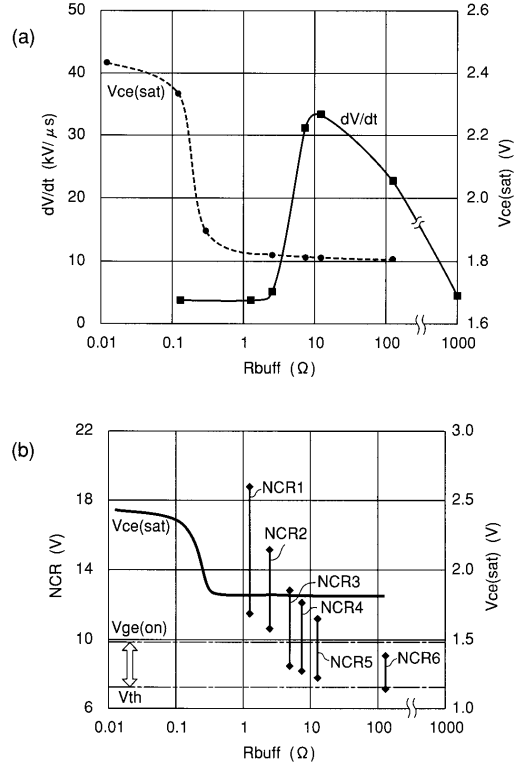 (a)
50
40
30
20
10
0
dV/dt (kV/μs)
2.6
2.4
2.2
2.0
1.8
1.6
Vce(sat) (V)
Vce(sat)
dV/dt
0.01 0.1 1 10 100 1000
Rbuff (Ω)
(b)
22
18
14
10
6
NCR (V)
3.0
2.5
2.0
1.5
1.0
Vce(sat) (V)
Vce(sat)
NCR1
NCR2
NCR3
NCR4
NCR5
NCR6
Vge(on)
Vth
0.01 0.1 1 10 100 1000
Rbuff (Ω)